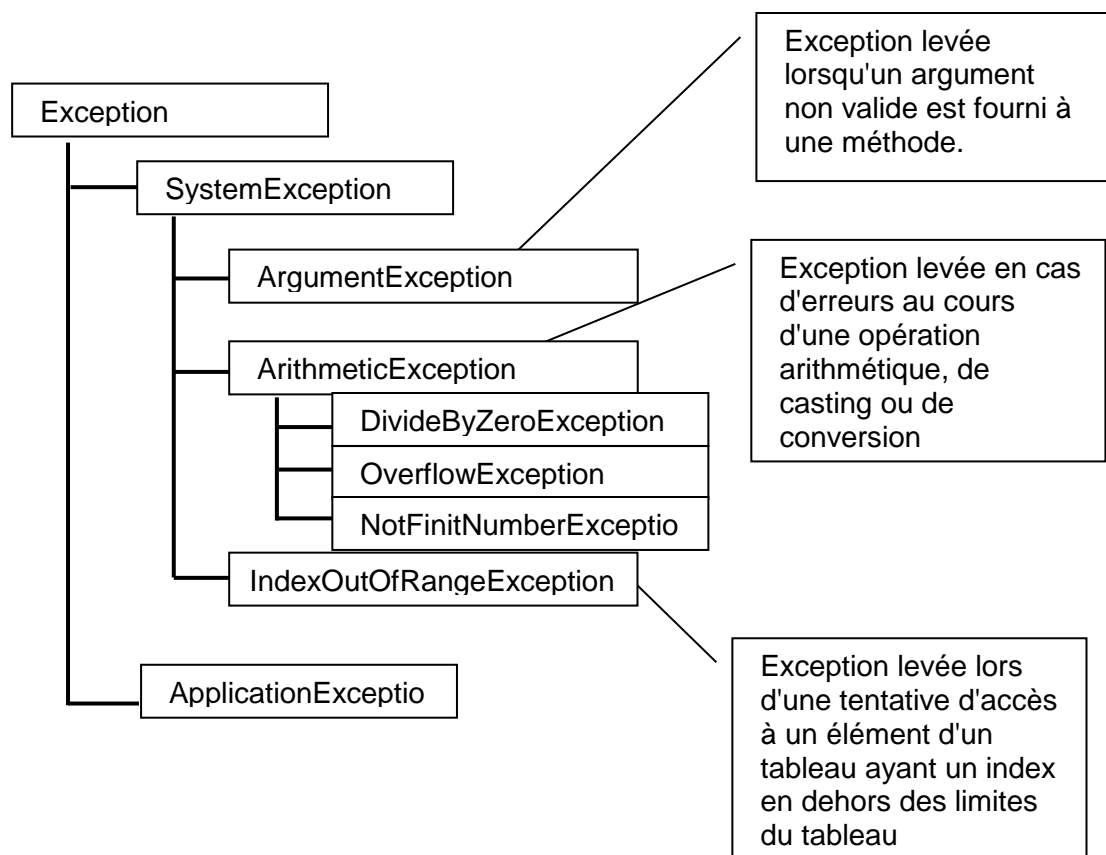 Exception levée
lorsqu'un argument
non valide est fourni à
une méthode.
Exception
SystemException
ArgumentException
Exception levée en cas
d'erreurs au cours
d'une opération
arithmétique, de
casting ou de
conversion
ArithmeticException
DivideByZeroException
OverflowException
NotFinitNumberExceptio
IndexOutOfRangeException
Exception levée lors
d'une tentative d'accès
à un élément d'un
tableau ayant un index
en dehors des limites
du tableau
ApplicationExceptio